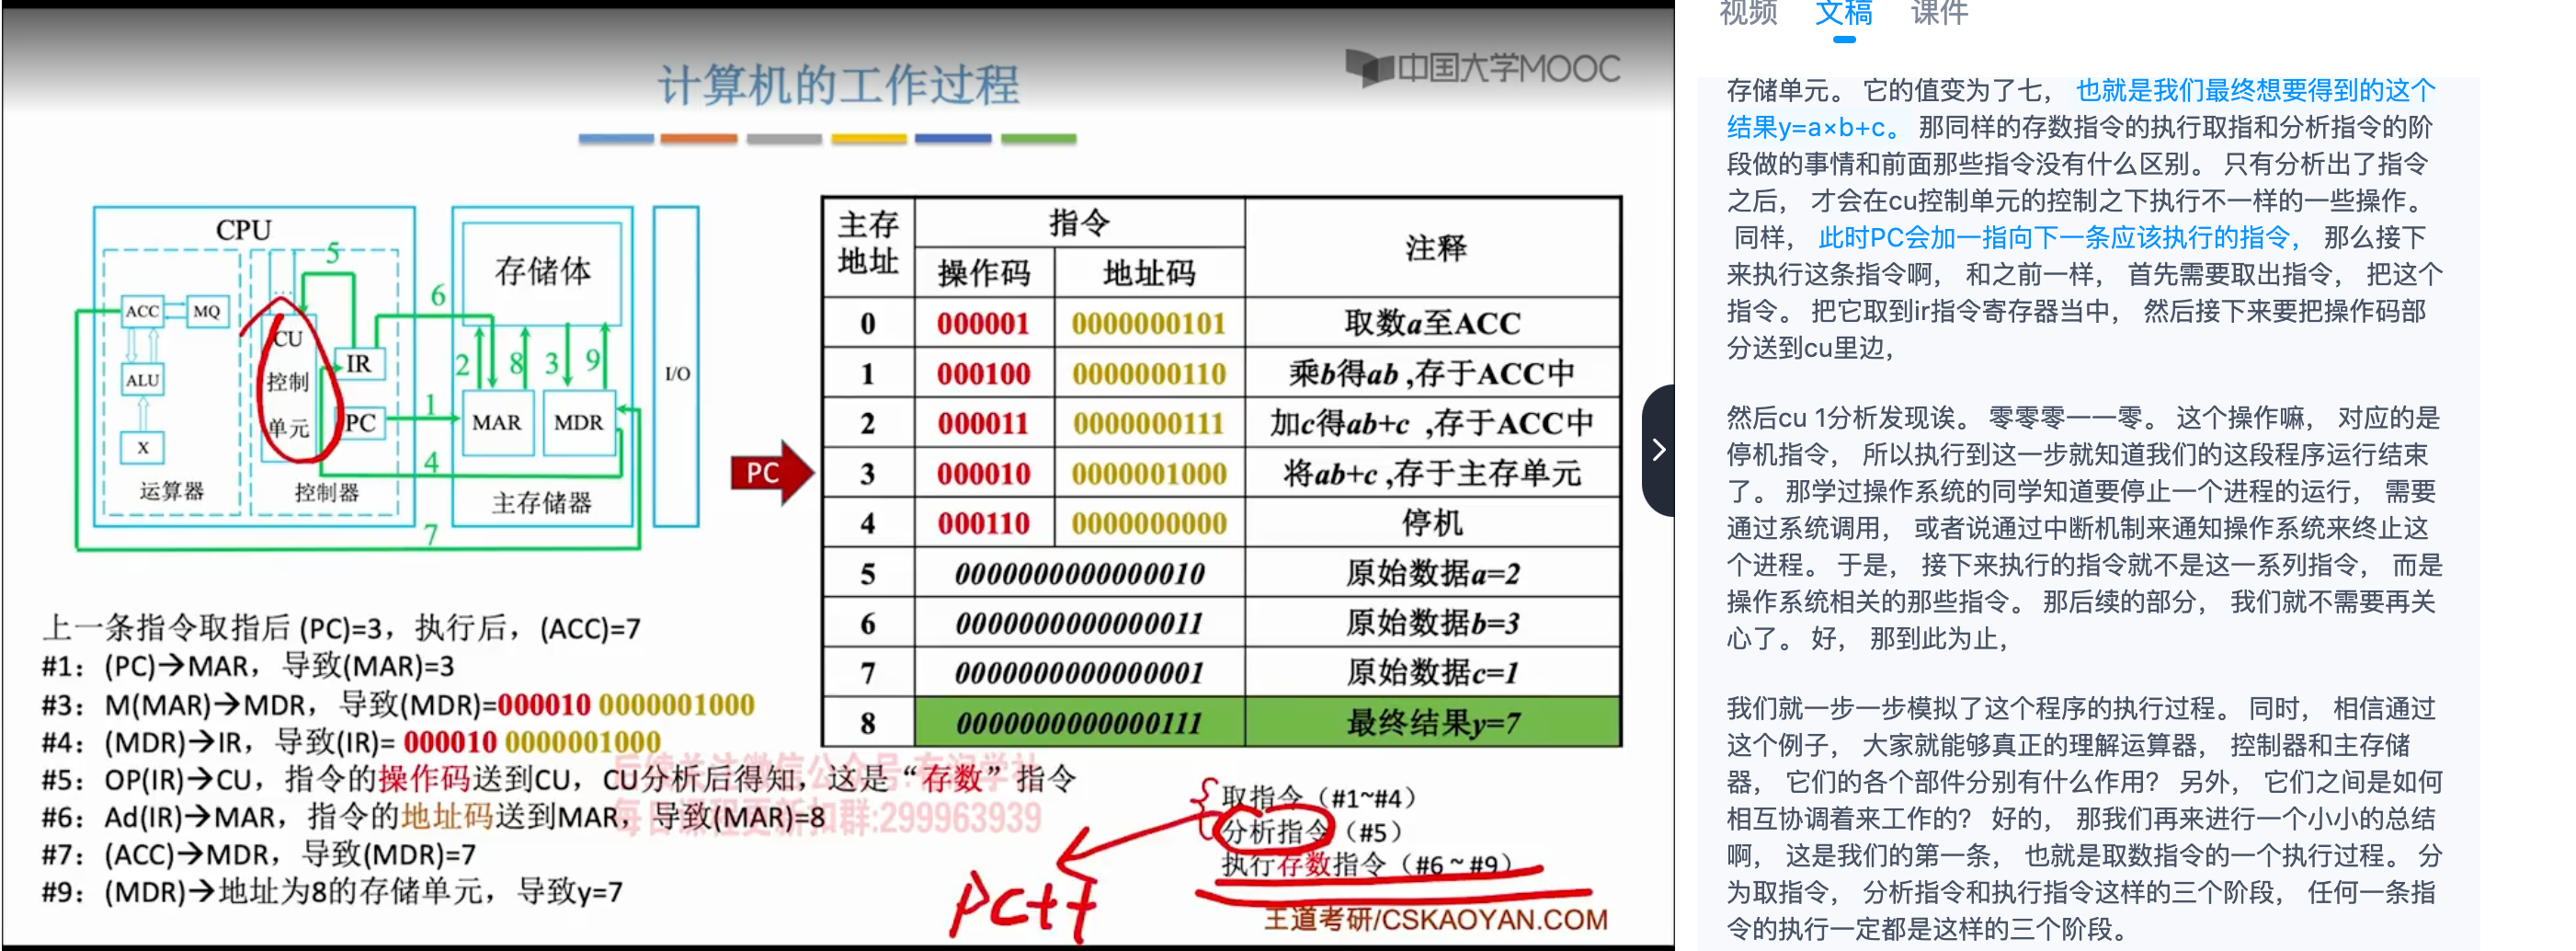 计算机的工作过程
中国大学MOOC
CPU
ACC
MQ
ALU
X
运算器
CU
控制
单元
IR
PC
控制器
存储体
MAR
MDR
主存储器
I/O
1
2
3
4
5
6
7
8
9
PC
主存地址 指令 注释
操作码 地址码
0 000001 0000000101 取数a至ACC
1 000100 0000000110 乘b得ab ,存于ACC中
2 000011 0000000111 加c得ab+c ,存于ACC中
3 000010 0000001000 将ab+c ,存于主存单元
4 000110 0000000000 停机
5 0000000000000010 原始数据a=2
6 0000000000000011 原始数据b=3
7 0000000000000001 原始数据c=1
8 0000000000000111 最终结果y=7
上一条指令取指后 (PC)=3，执行后，(ACC)=7
#1：(PC)→MAR，导致(MAR)=3
#3：M(MAR)→MDR，导致(MDR)=000010 0000001000
#4：(MDR)→IR，导致(IR)= 000010 0000001000
#5：OP(IR)→CU，指令的操作码送到CU，CU分析后得知，这是“存数”指令
#6：Ad(IR)→MAR，指令的地址码送到MAR，导致(MAR)=8
#7：(ACC)→MDR，导致(MDR)=7
#9：(MDR)→地址为8的存储单元，导致y=7
取指令（#1~#4）
分析指令（#5）
执行存数指令（#6 ~ #9）
PC++
王道考研/CSKAOYAN.COM
视频 文稿 课件
存储单元。 它的值变为了七， 也就是我们最终想要得到的这个
结果y=a×b+c。 那同样的存数指令的执行取指和分析指令的阶
段做的事情和前面那些指令没有什么区别。 只有分析出了指令
之后， 才会在cu控制单元的控制之下执行不一样的一些操作。
同样， 此时PC会加一指向下一条应该执行的指令， 那么接下
来执行这条指令啊， 和之前一样， 首先需要取出指令， 把这个
指令。 把它取到ir指令寄存器当中， 然后接下来要把操作码部
分送到cu里边，
然后cu 1分析发现诶。 零零零一一零。 这个操作嘛， 对应的是
停机指令， 所以执行到这一步就知道我们的这段程序运行结束
了。 那学过操作系统的同学知道要停止一个进程的运行， 需要
通过系统调用， 或者说通过中断机制来通知操作系统来终止这
个进程。 于是， 接下来执行的指令就不是这一系列指令， 而是
操作系统相关的那些指令。 那后续的部分， 我们就不需要再关
心了。 好， 那到此为止，
我们就一步一步模拟了这个程序的执行过程。 同时， 相信通过
这个例子， 大家就能够真正的理解运算器， 控制器和主存储
器， 它们的各个部件分别有什么作用？ 另外， 它们之间是如何
相互协调着来工作的？ 好的， 那我们再来进行一个小小的总结
啊， 这是我们的第一条， 也就是取数指令的一个执行过程。 分
为取指令， 分析指令和执行指令这样的三个阶段， 任何一条指
令的执行一定都是这样的三个阶段。